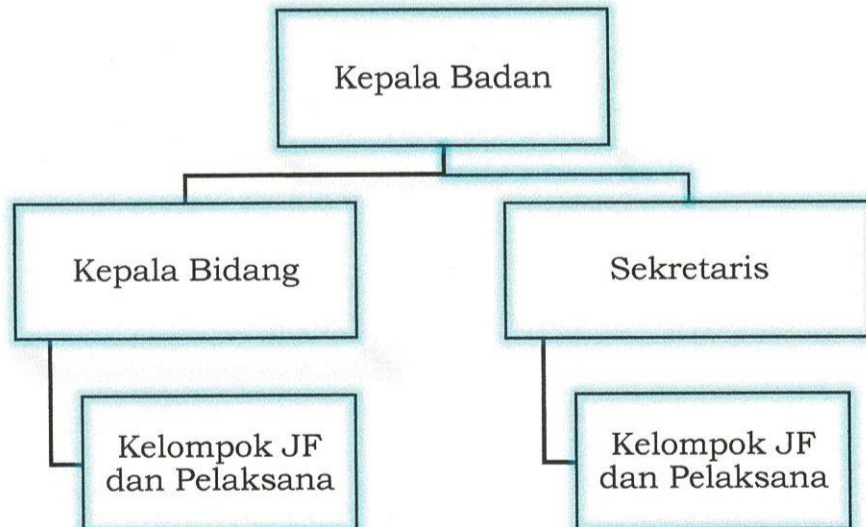 Kepala Badan
Kepala Bidang
Sekretaris
Kelompok JF
dan Pelaksana
Kelompok JF
dan Pelaksana